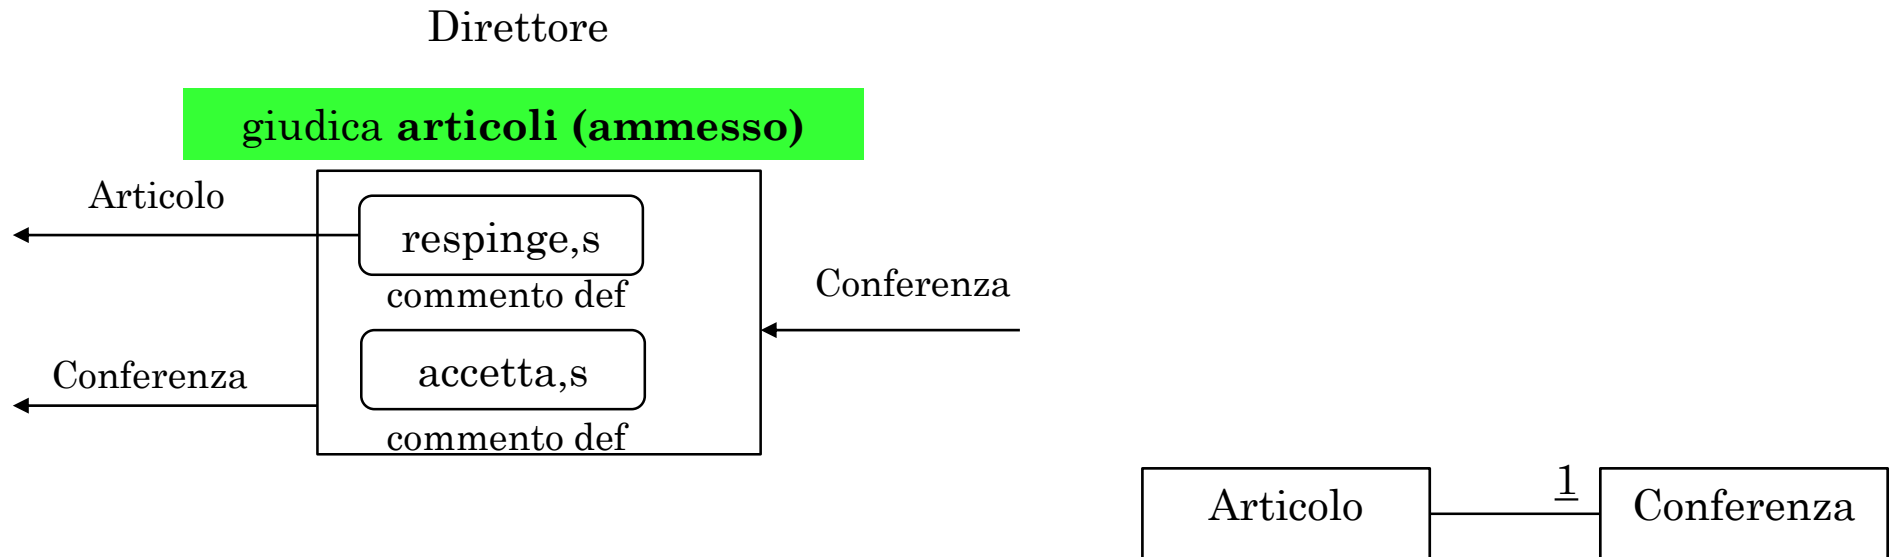 Direttore
giudica articoli (ammesso)
Articolo
respinge,s
commento def
Conferenza
accetta,s
Conferenza
commento def
1
Articolo
Conferenza